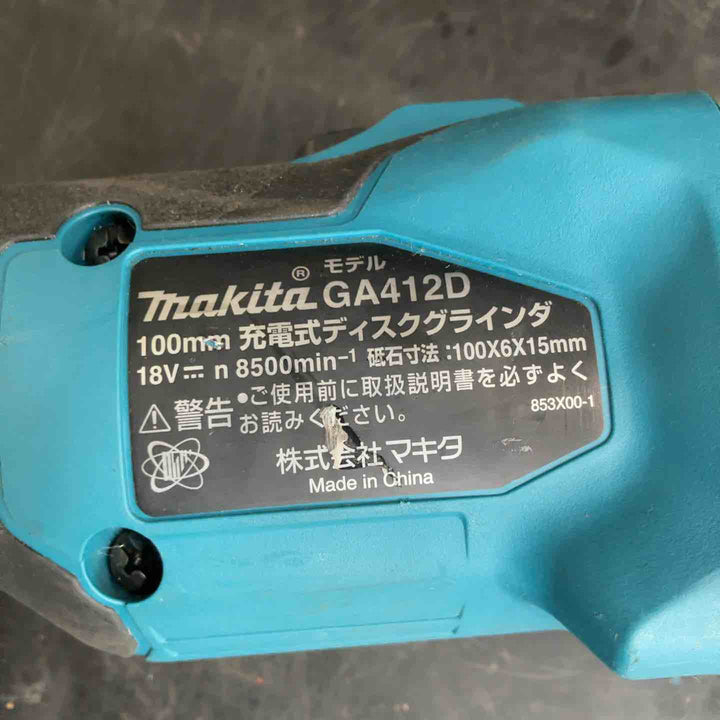 モデル
makita® GA412D
100mm 充電式ディスクグラインダ
18V⎓ n 8500min⁻¹ 砥石寸法:100X6X15mm
⚠警告 •ご使用前に取扱説明書を必ずよく
お読みください。
853X00-1
株式会社 マキタ
Made in China